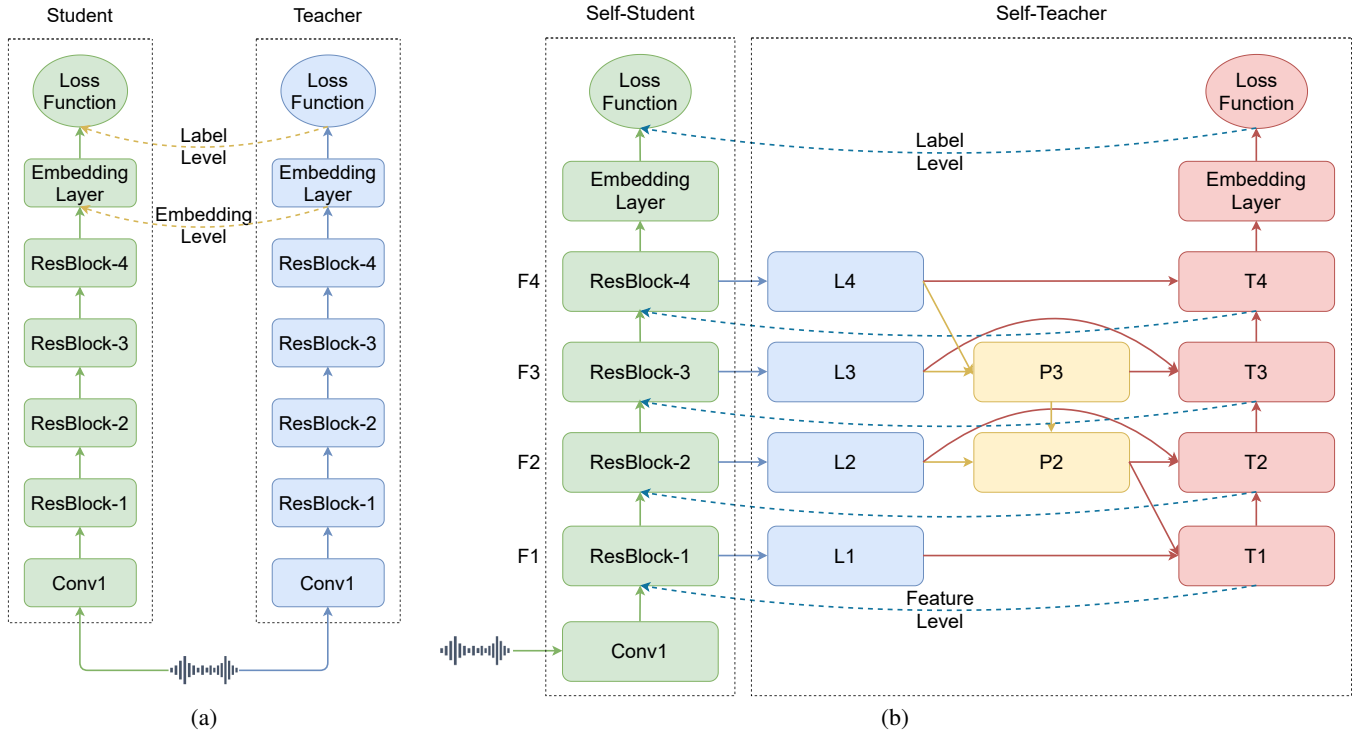 Student
Teacher
Loss
Function
Loss
Function
Label
Level
Embedding
Layer
Embedding
Layer
Embedding
Level
ResBlock-4
ResBlock-4
ResBlock-3
ResBlock-3
ResBlock-2
ResBlock-2
ResBlock-1
ResBlock-1
Conv1
Conv1
(a)
Self-Student
Self-Teacher
Loss
Function
Loss
Function
Label
Level
Embedding
Layer
Embedding
Layer
F4
ResBlock-4
L4
T4
F3
ResBlock-3
L3
P3
T3
F2
ResBlock-2
L2
P2
T2
F1
ResBlock-1
L1
T1
Feature
Level
Conv1
(b)